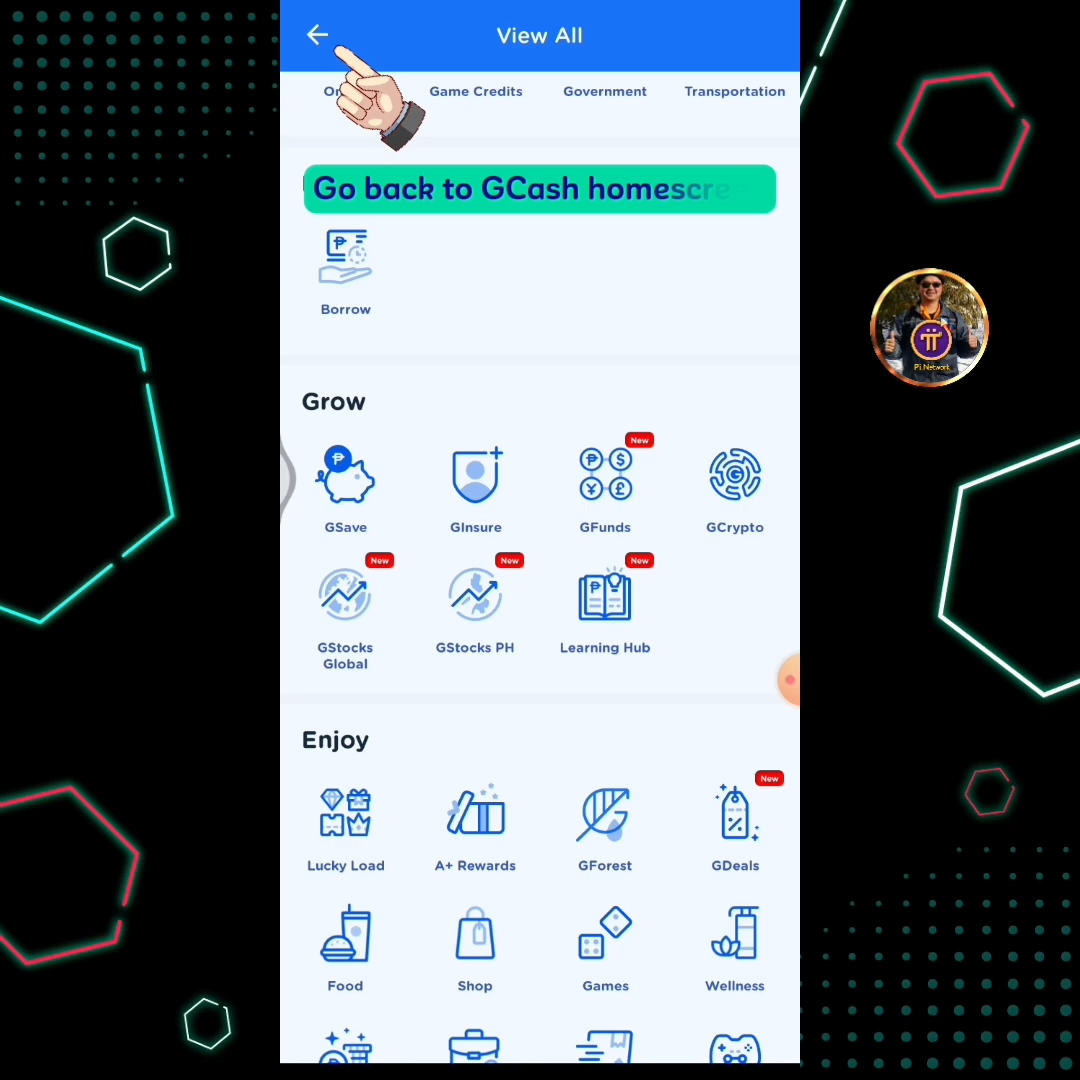 View All
Game Credits
Government
Transportation
Go back to GCash homescre
Borrow
Grow
New
GSave
GInsure
GFunds
GCrypto
New
New
New
GStocks
Global
GStocks PH
Learning Hub
Enjoy
New
Lucky Load
A+ Rewards
GForest
GDeals
Food
Shop
Games
Wellness
Pi Network